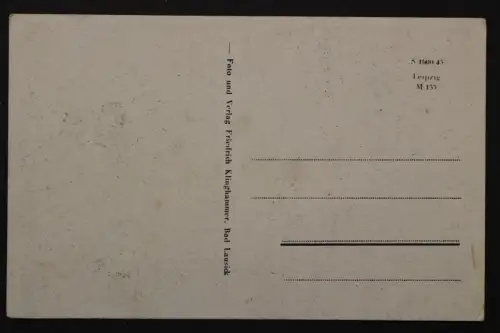 — Foto und Verlag Friedrich Klinghammer, Bad Lausick
Leipzig
M 135